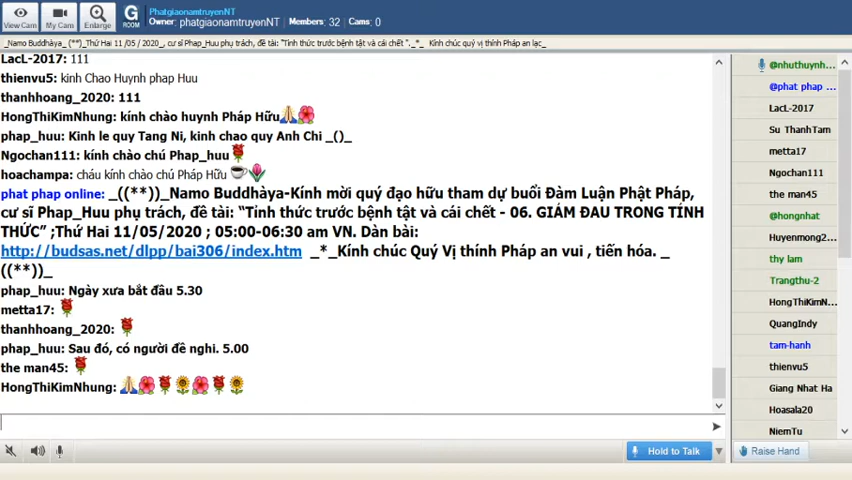 View Cam
My Cam
Enlarge
G
ROOM
PhatgiaonamtruyenNT
Owner: phatgiaonamtruyenNT Members: 32 Cams: 0
_Namo Buddhàya_ (**)_Thứ Hai 11 /05 / 2020_, cư sĩ Phap_Huu phụ trách, đề tài: "Tỉnh thức trước bệnh tật và cái chết "._*_ Kính chúc quý vị thính Pháp an lạc_
LacL-2017: 111
thienvu5: kinh Chao Huynh phap Huu
thanhhoang_2020: 111
HongThiKimNhung: kính chào huynh Pháp Hữu
phap_huu: Kinh le quy Tang Ni, kinh chao quy Anh Chi _()_
Ngochan111: kính chào chú Phap_huu
hoachampa: cháu kính chào chú Pháp Hữu
phat phap online: _((**))_Namo Buddhàya-Kính mời quý đạo hữu tham dự buổi Đàm Luận Phật Pháp,
cư sĩ Phap_Huu phụ trách, đề tài: “Tỉnh thức trước bệnh tật và cái chết - 06. GIẢM ĐAU TRONG TỈNH
THỨC” ;Thứ Hai 11/05/2020 ; 05:00-06:30 am VN. Dàn bài:
http://budsas.net/dlpp/bai306/index.htm _*_Kính chúc Quý Vị thính Pháp an vui , tiến hóa. _
((**))_
phap_huu: Ngày xưa bắt đầu 5.30
metta17:
thanhhoang_2020:
phap_huu: Sau đó, có người đề nghị. 5.00
the man45:
HongThiKimNhung:
Hold to Talk
@nhuthuynh...
@phat phap ...
LacL-2017
Su ThanhTam
metta17
Ngochan111
the man45
@hongnhat
Huyenmong2...
thy lam
Trangthu-2
HongThiKimN...
QuangIndy
tam-hanh
thienvu5
Giang Nhat Ha
Hoasala20
NiemTu
Raise Hand